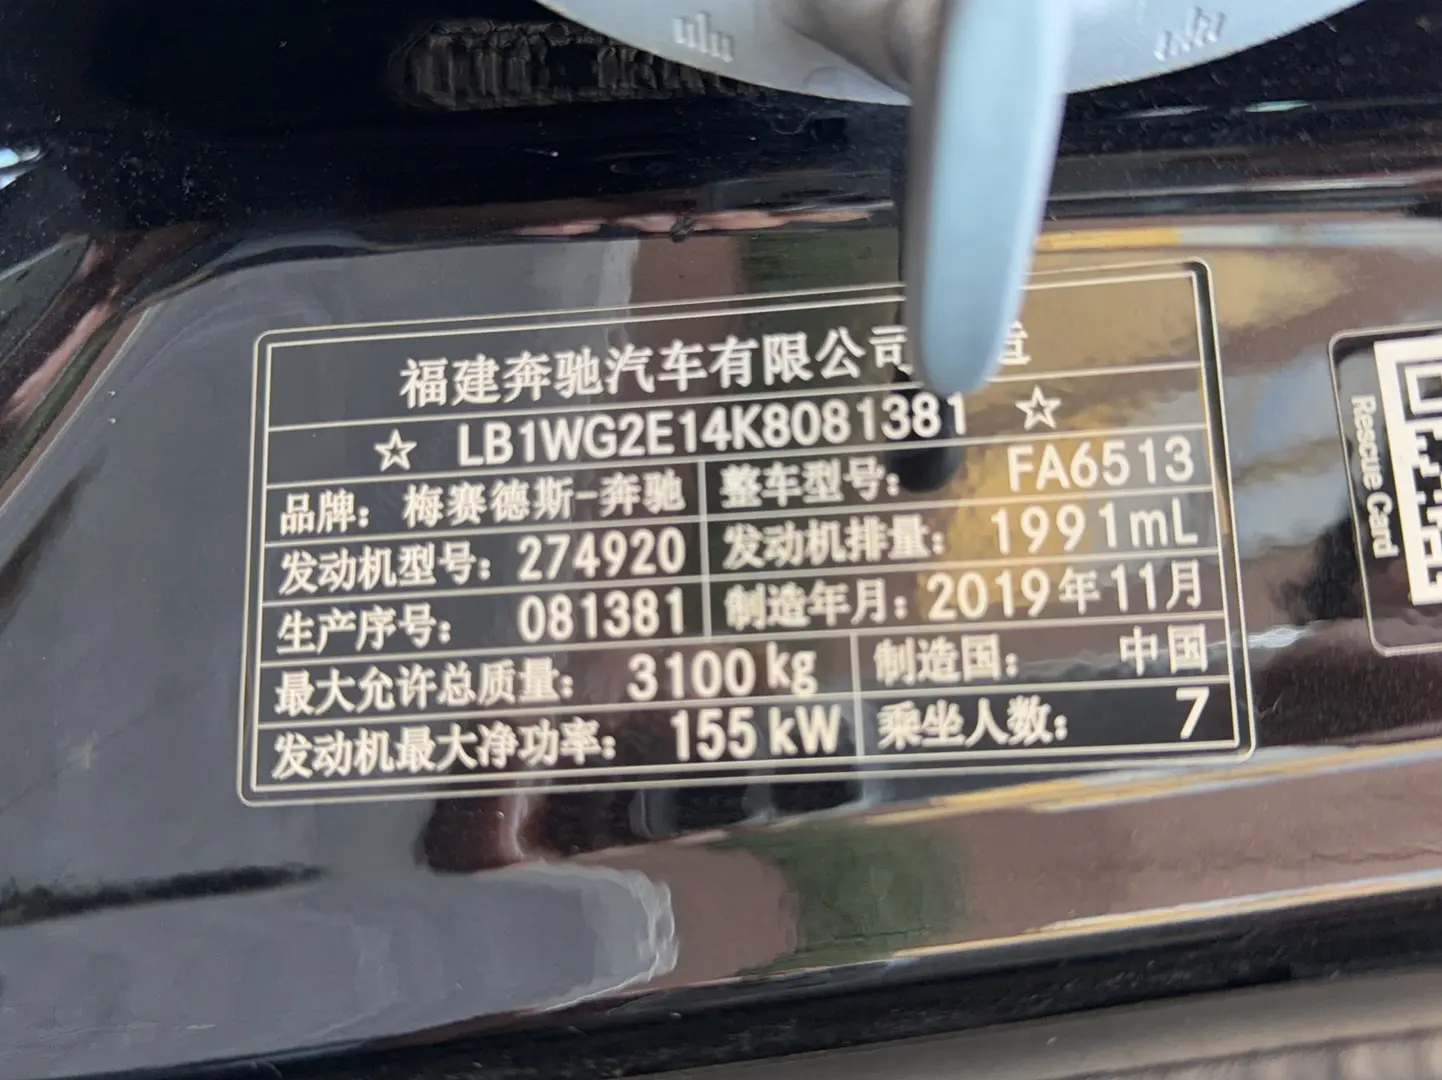 福建奔驰汽车有限公司 造
☆ LB1WG2E14K8081381 ☆
品牌: 梅赛德斯-奔驰 整车型号: FA6513
发动机型号: 274920 发动机排量: 1991mL
生产序号: 081381 制造年月: 2019年11月
最大允许总质量: 3100kg 制造国: 中国
发动机最大净功率: 155kW 乘坐人数: 7
Rescue Card